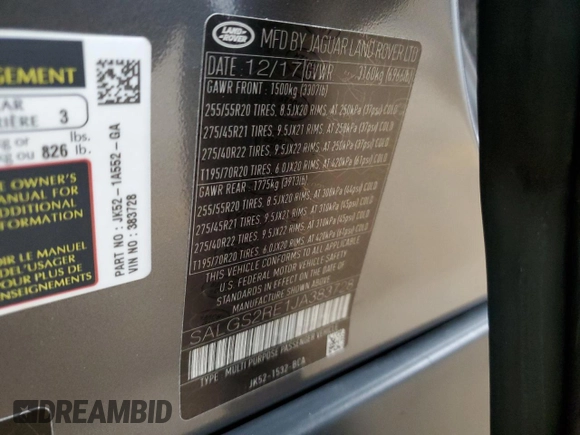 GEMENT
AR
RIÈRE 3
lbs.
kg ou 826 lb.
E OWNER'S
ANUAL FOR
ADDITIONAL
FORMATION
OIR LE MANUEL
DE L'USAGER
POUR PLUS DE
NSEIGNEMENTS
PART NO : JK52-1A552-GA
VIN : 383728
LAND ROVER
MFD BY JAGUAR LAND ROVER LTD
DATE 12/17 GVWR 3160kg (6966lb)
GAWR FRONT : 1500kg (3307lb)
255/55R20 TIRES, 8.5JX20 RIMS, AT 250kPa (37psi) COLD
275/45R21 TIRES, 9.5JX21 RIMS, AT 250kPa (37psi) COLD
275/40R22 TIRES, 9.5JX22 RIMS, AT 250kPa (37psi) COLD
T195/70R20 TIRES, 6.0JX20 RIMS, AT 420kPa (61psi) COLD
GAWR REAR : 1775kg (3913lb)
255/55R20 TIRES, 8.5JX20 RIMS, AT 300kPa (44psi) COLD
275/45R21 TIRES, 9.5JX21 RIMS, AT 310kPa (45psi) COLD
275/40R22 TIRES, 9.5JX22 RIMS, AT 310kPa (45psi) COLD
T195/70R20 TIRES, 6.0JX20 RIMS, AT 420kPa (61psi) COLD
THIS VEHICLE CONFORMS TO ALL APPLICABLE
U.S. FEDERAL MOTOR VEHICLE SAFETY
STANDARDS IN EFFECT ON THE DATE OF
MANUFACTURE SHOWN ABOVE.
SALGS2RE1JA383728
TYPE : MULTI PURPOSE PASSENGER VEHICLE
JK52-1532-BCA
DREAMBID